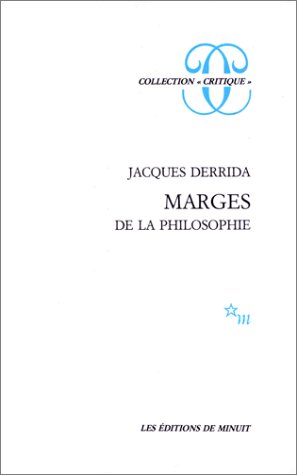 COLLECTION « CRITIQUE »
JACQUES DERRIDA
MARGES
DE LA PHILOSOPHIE
m
LES ÉDITIONS DE MINUIT